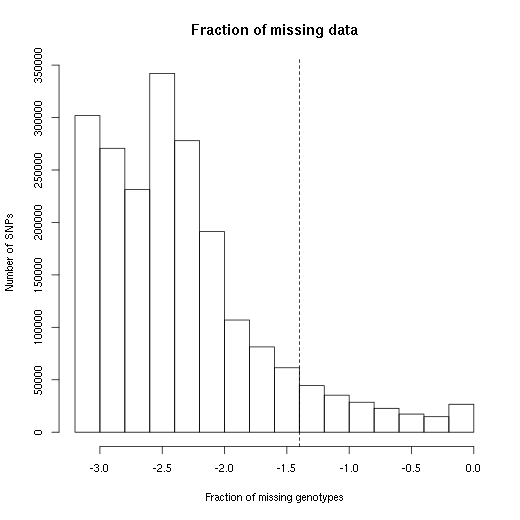 Fraction of missing data
Number of SNPs
350000
300000
250000
200000
150000
100000
50000
0
-3.0 -2.5 -2.0 -1.5 -1.0 -0.5 0.0
Fraction of missing genotypes